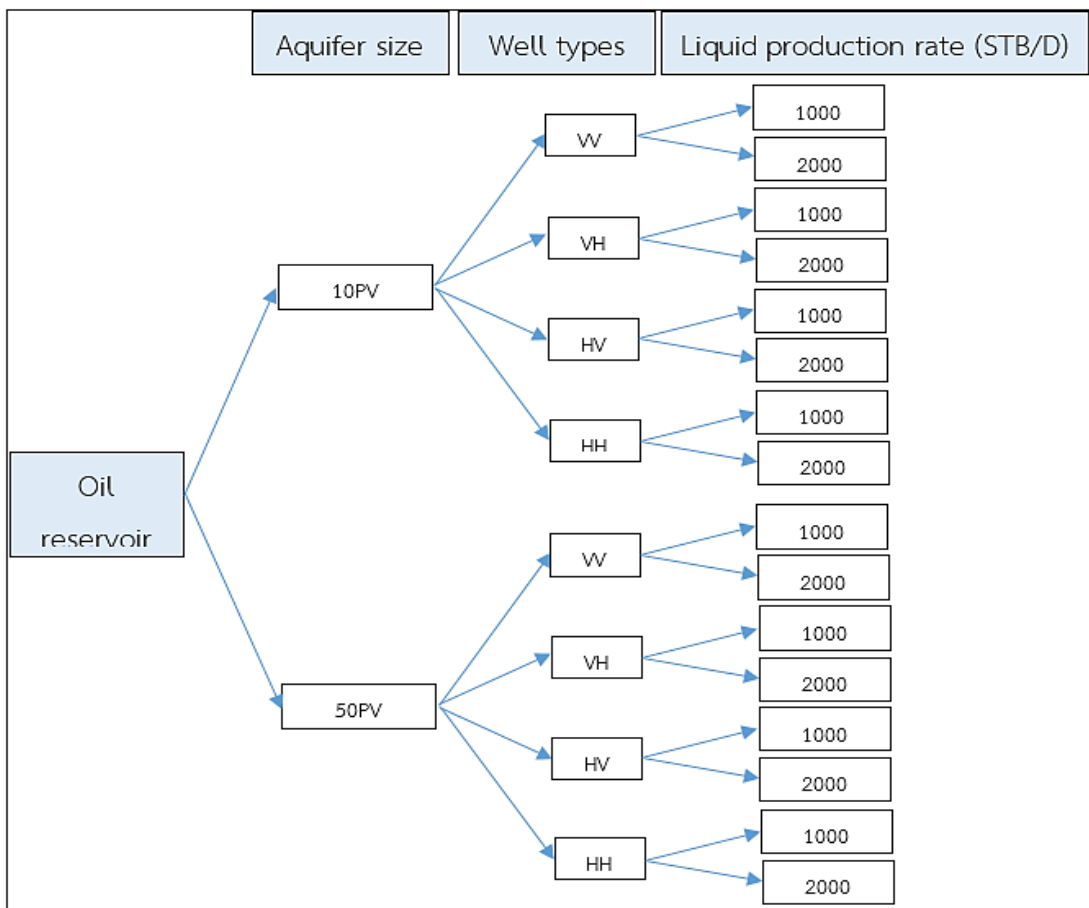 Aquifer size
Well types
Liquid production rate (STB/D)
Oil
reservoir
10PV
VV
1000
2000
VH
1000
2000
HV
1000
2000
HH
1000
2000
50PV
VV
1000
2000
VH
1000
2000
HV
1000
2000
HH
1000
2000